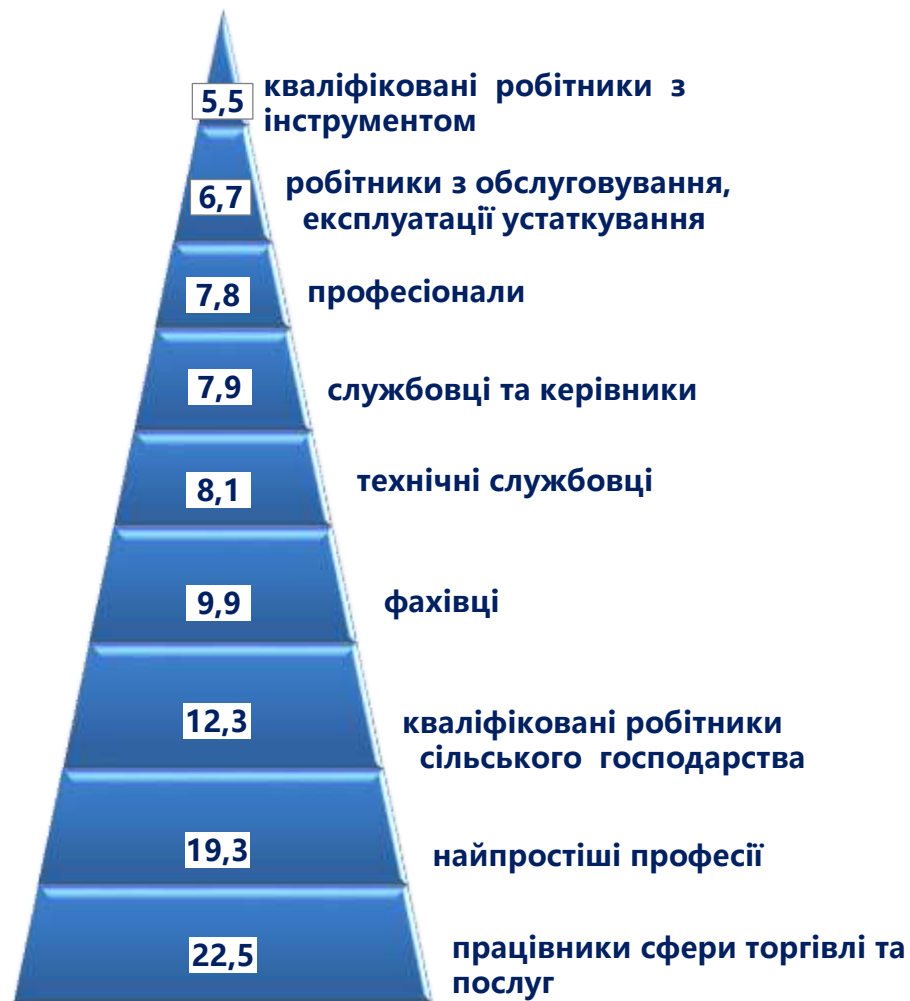 5,5 кваліфіковані робітники з
інструментом
6,7 робітники з обслуговування,
експлуатації устаткування
7,8 професіонали
7,9 службовці та керівники
8,1 технічні службовці
9,9 фахівці
12,3 кваліфіковані робітники
сільського господарства
19,3 найпростіші професії
22,5 працівники сфери торгівлі та
послуг